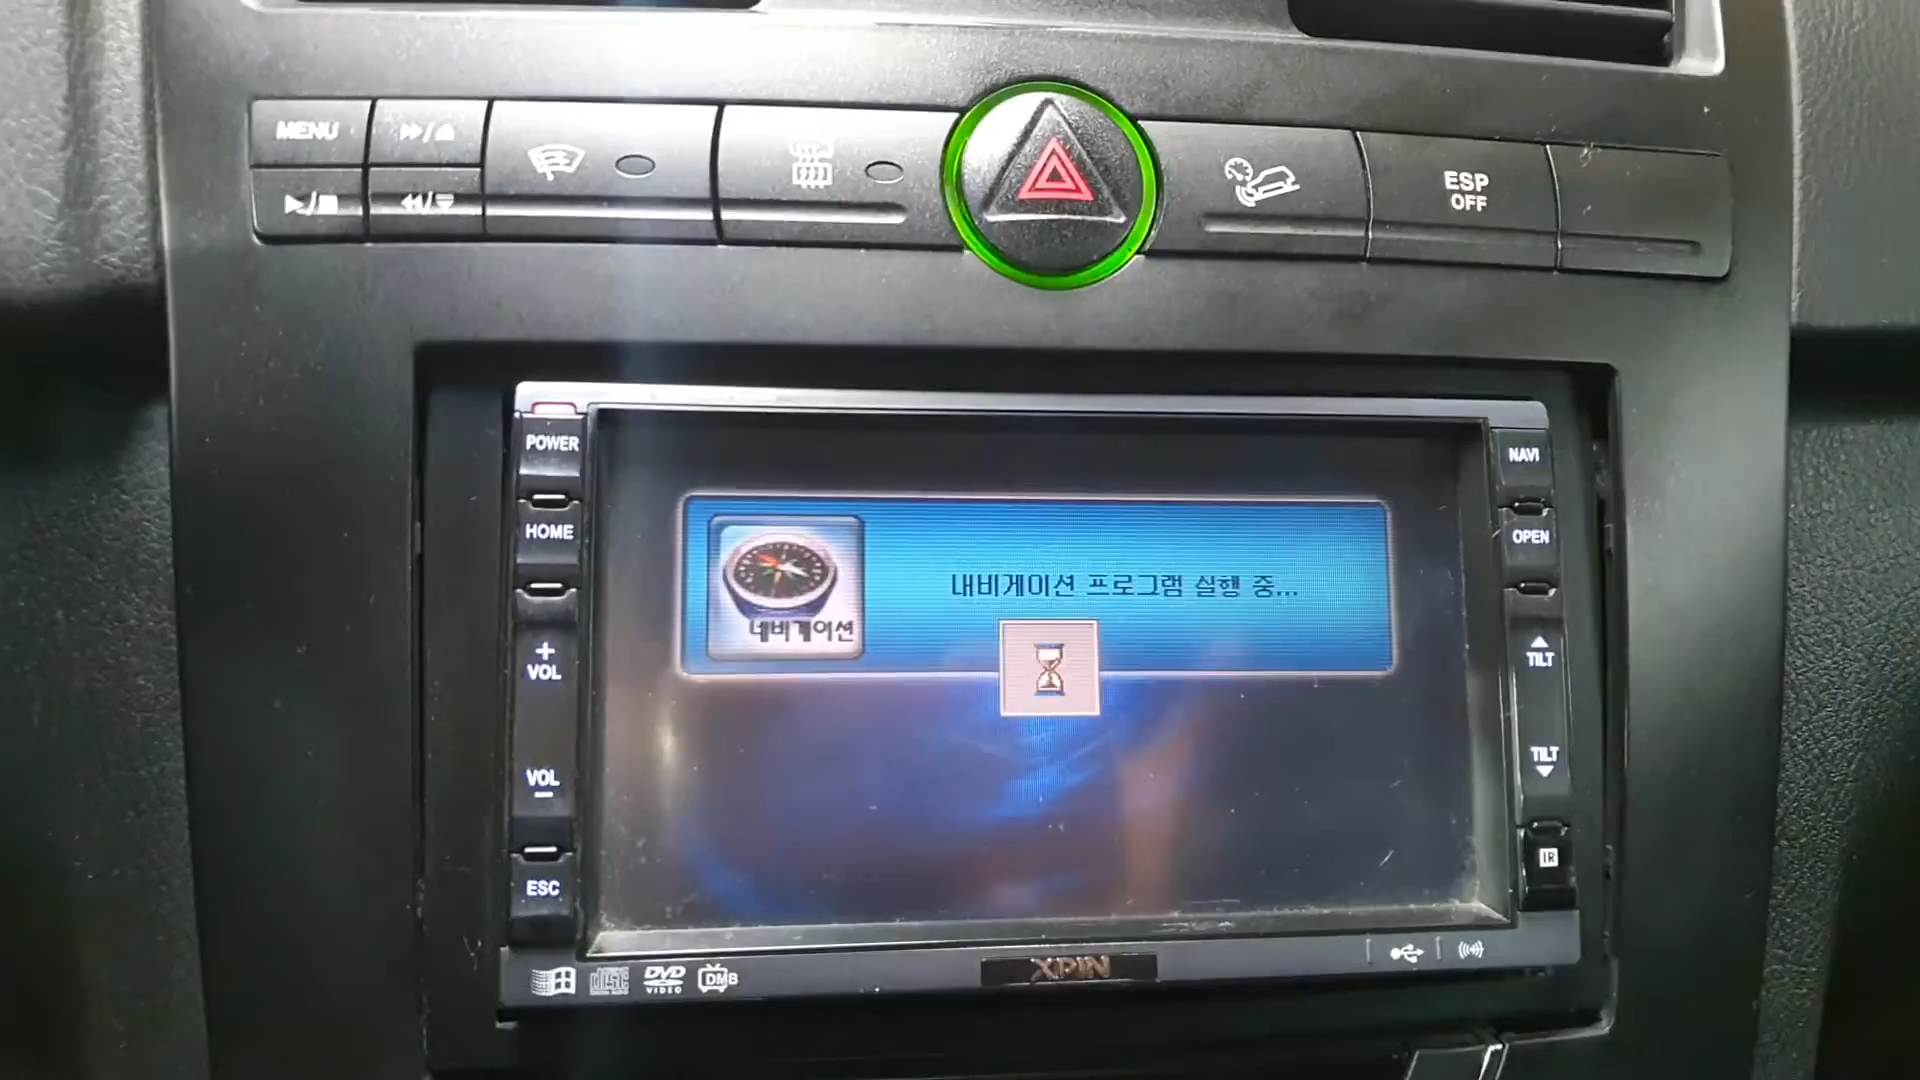 MENU
ESP
OFF
POWER
HOME
+
VOL
VOL
–
ESC
내비게이션 프로그램 실행 중...
네비게이션
NAVI
OPEN
TILT
TILT
IR
DISC
DVD
VIDEO
DMB
XPIN